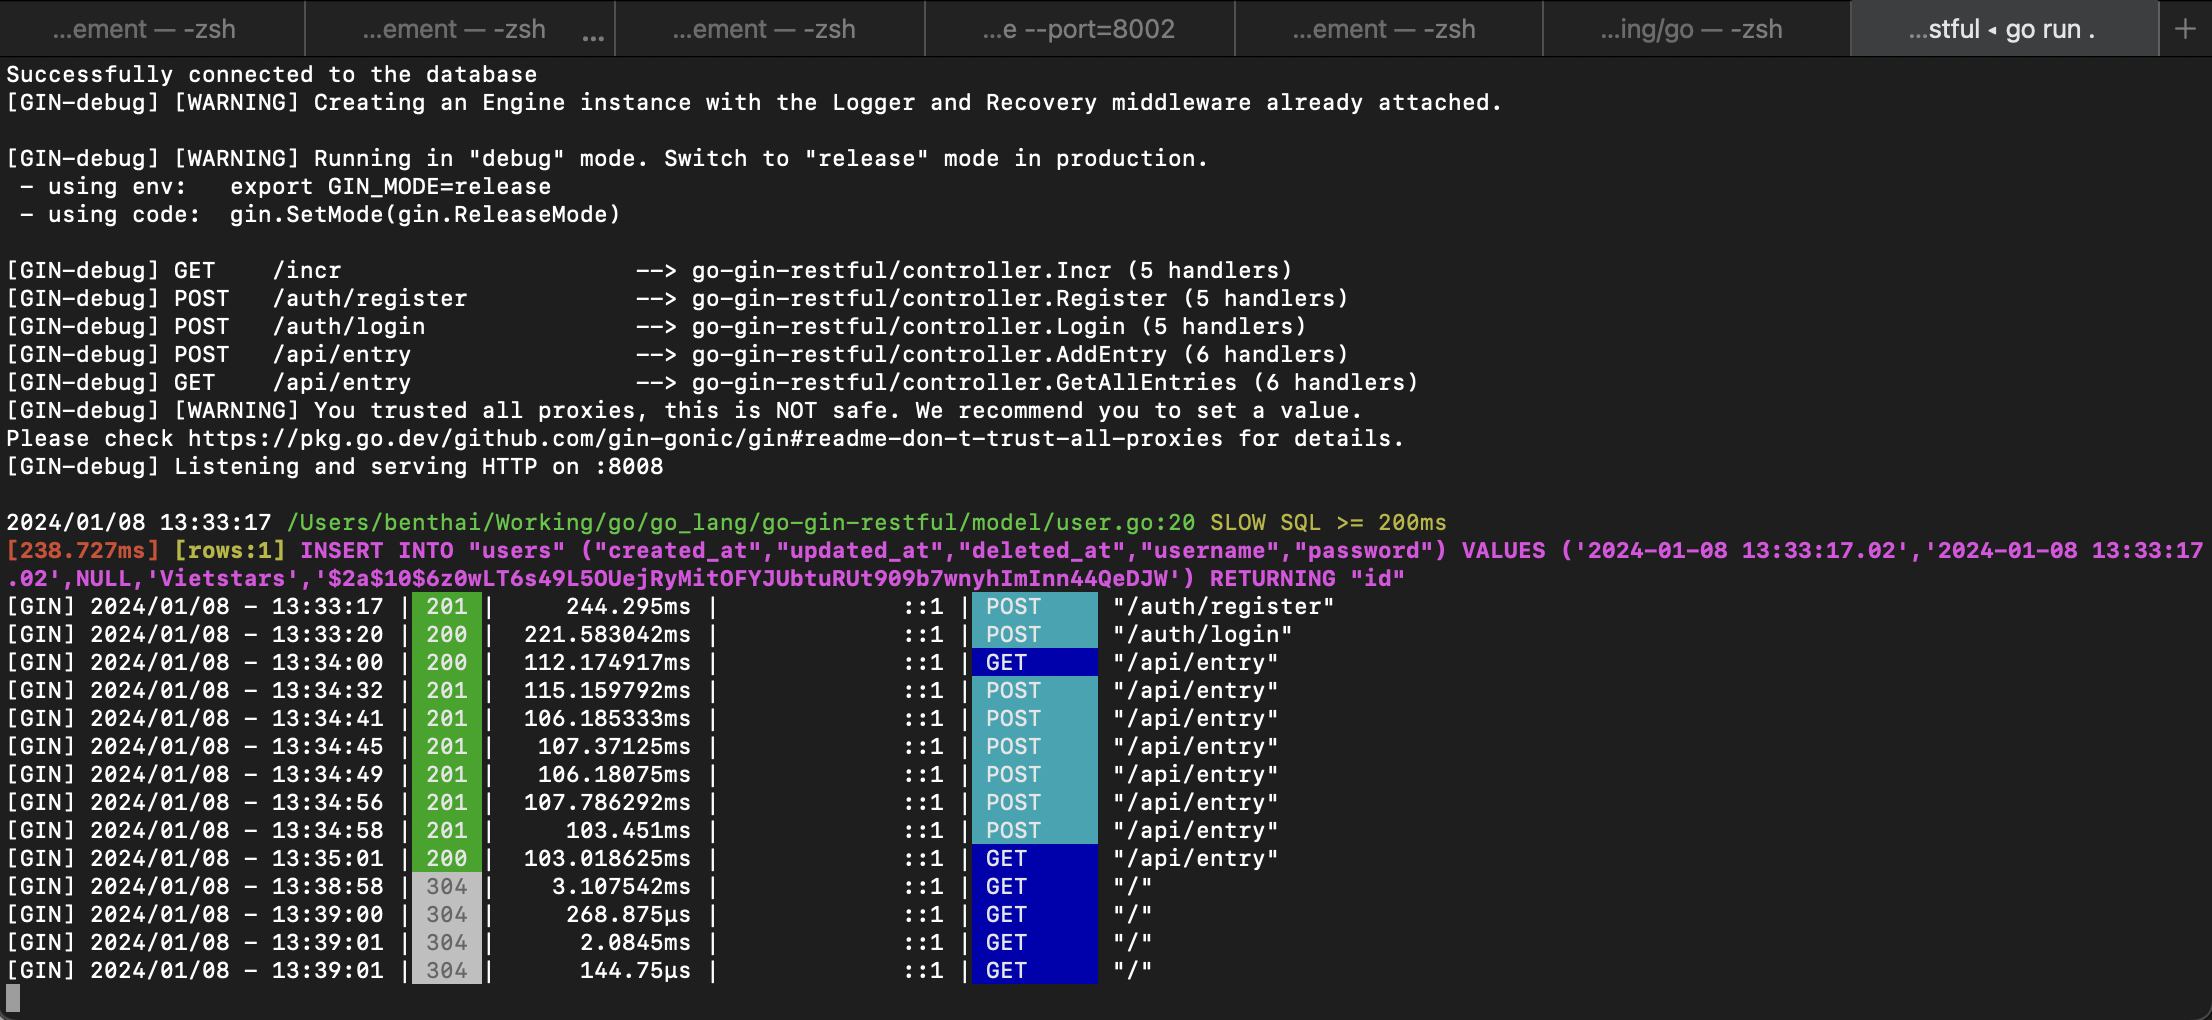 ...ement — -zsh ...ement — -zsh ... ...ement — -zsh ...e --port=8002 ...ement — -zsh ...ing/go — -zsh ...stful ◂ go run . +
Successfully connected to the database
[GIN-debug] [WARNING] Creating an Engine instance with the Logger and Recovery middleware already attached.
[GIN-debug] [WARNING] Running in "debug" mode. Switch to "release" mode in production.
- using env:   export GIN_MODE=release
- using code:  gin.SetMode(gin.ReleaseMode)
[GIN-debug] GET    /incr                     --> go-gin-restful/controller.Incr (5 handlers)
[GIN-debug] POST   /auth/register            --> go-gin-restful/controller.Register (5 handlers)
[GIN-debug] POST   /auth/login               --> go-gin-restful/controller.Login (5 handlers)
[GIN-debug] POST   /api/entry                --> go-gin-restful/controller.AddEntry (6 handlers)
[GIN-debug] GET    /api/entry                --> go-gin-restful/controller.GetAllEntries (6 handlers)
[GIN-debug] [WARNING] You trusted all proxies, this is NOT safe. We recommend you to set a value.
Please check https://pkg.go.dev/github.com/gin-gonic/gin#readme-don-t-trust-all-proxies for details.
[GIN-debug] Listening and serving HTTP on :8008
2024/01/08 13:33:17 /Users/benthai/Working/go/go_lang/go-gin-restful/model/user.go:20 SLOW SQL >= 200ms
[238.727ms] [rows:1] INSERT INTO "users" ("created_at","updated_at","deleted_at","username","password") VALUES ('2024-01-08 13:33:17.02','2024-01-08 13:33:17
.02',NULL,'Vietstars','$2a$10$6z0wLT6s49L5OUejRyMitOFYJUbtuRUt909b7wnyhImInn44QeDJW') RETURNING "id"
[GIN] 2024/01/08 - 13:33:17 | 201 |     244.295ms |             ::1 | POST     "/auth/register"
[GIN] 2024/01/08 - 13:33:20 | 200 |  221.583042ms |             ::1 | POST     "/auth/login"
[GIN] 2024/01/08 - 13:34:00 | 200 |  112.174917ms |             ::1 | GET      "/api/entry"
[GIN] 2024/01/08 - 13:34:32 | 201 |  115.159792ms |             ::1 | POST     "/api/entry"
[GIN] 2024/01/08 - 13:34:41 | 201 |  106.185333ms |             ::1 | POST     "/api/entry"
[GIN] 2024/01/08 - 13:34:45 | 201 |   107.37125ms |             ::1 | POST     "/api/entry"
[GIN] 2024/01/08 - 13:34:49 | 201 |   106.18075ms |             ::1 | POST     "/api/entry"
[GIN] 2024/01/08 - 13:34:56 | 201 |  107.786292ms |             ::1 | POST     "/api/entry"
[GIN] 2024/01/08 - 13:34:58 | 201 |     103.451ms |             ::1 | POST     "/api/entry"
[GIN] 2024/01/08 - 13:35:01 | 200 |  103.018625ms |             ::1 | GET      "/api/entry"
[GIN] 2024/01/08 - 13:38:58 | 304 |    3.107542ms |             ::1 | GET      "/"
[GIN] 2024/01/08 - 13:39:00 | 304 |     268.875µs |             ::1 | GET      "/"
[GIN] 2024/01/08 - 13:39:01 | 304 |      2.0845ms |             ::1 | GET      "/"
[GIN] 2024/01/08 - 13:39:01 | 304 |      144.75µs |             ::1 | GET      "/"